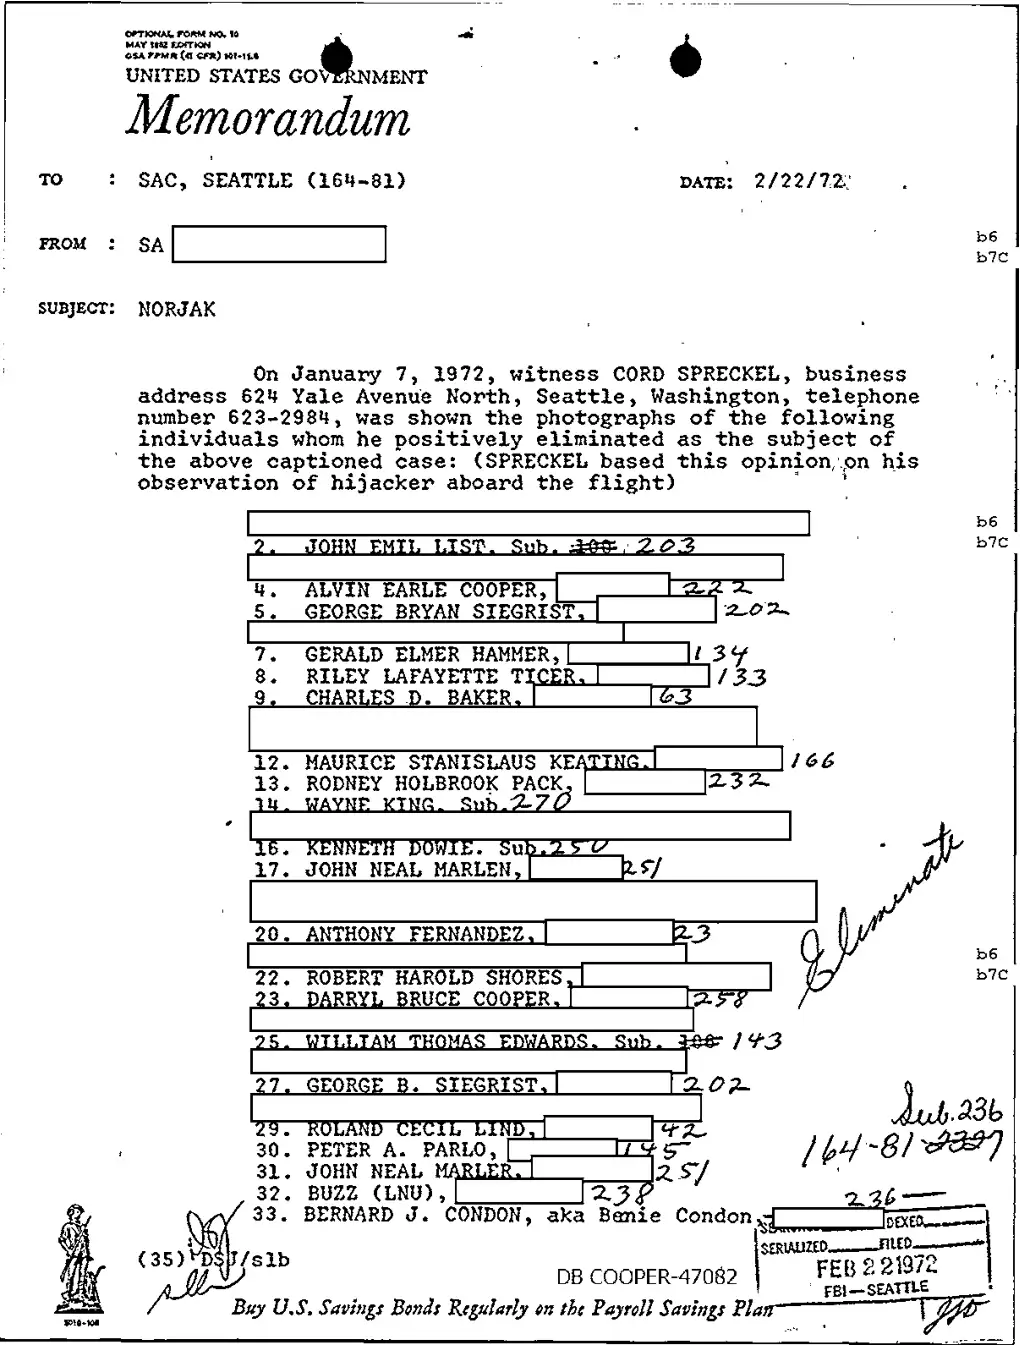 OPTIONAL FORM NO. 10
MAY 1962 EDITION
GSA FPMR (41 CFR) 101-11.6
UNITED STATES GOVERNMENT
Memorandum
TO : SAC, SEATTLE (164-81) DATE: 2/22/72
FROM : SA
b6
b7C
SUBJECT: NORJAK
On January 7, 1972, witness CORD SPRECKEL, business
address 624 Yale Avenue North, Seattle, Washington, telephone
number 623-2984, was shown the photographs of the following
individuals whom he positively eliminated as the subject of
the above captioned case: (SPRECKEL based this opinion on his
observation of hijacker aboard the flight)
b6
b7C
2. JOHN EMIL LIST. Sub. 203
4. ALVIN EARLE COOPER, 222
5. GEORGE BRYAN SIEGRIST, 202
7. GERALD ELMER HAMMER, 134
8. RILEY LAFAYETTE TICER, 133
9. CHARLES D. BAKER, 63
12. MAURICE STANISLAUS KEATING, 166
13. RODNEY HOLBROOK PACK, 232
14. WAYNE KING. Sub. 270
16. KENNETH DOWIE. Sub. 250
17. JOHN NEAL MARLEN, 251
Eliminate
20. ANTHONY FERNANDEZ, 23
b6
b7C
22. ROBERT HAROLD SHORES,
23. DARRYL BRUCE COOPER, 258
25. WILLIAM THOMAS EDWARDS. Sub. 143
27. GEORGE B. SIEGRIST, 202
Sub. 236
29. ROLAND CECIL LIND, 42
30. PETER A. PARLO, 145
164-81-2327
31. JOHN NEAL MARLER, 251
32. BUZZ (LNU), 238
236
33. BERNARD J. CONDON, aka Bernie Condon,
DEXED
SERIALIZED FILED
FEB 22 1972
FBI-SEATTLE
(35) DSJ/slb
DB COOPER-47082
Buy U.S. Savings Bonds Regularly on the Payroll Savings Plan
5010-108